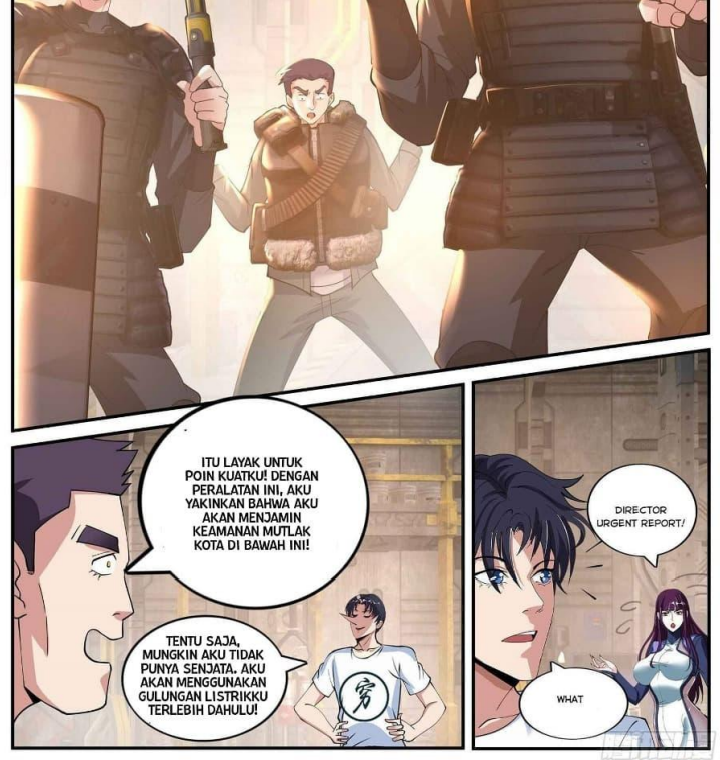 ITU LAYAK UNTUK
POIN KUATKU! DENGAN
PERALATAN INI, AKU
YAKINKAN BAHWA AKU
AKAN MENJAMIN
KEAMANAN MUTLAK
KOTA DI BAWAH INI!
TENTU SAJA,
MUNGKIN AKU TIDAK
PUNYA SENJATA. AKU
AKAN MENGGUNAKAN
GULUNGAN LISTRIKKU
TERLEBIH DAHULU!
穷
DIRECTOR
URGENT REPORT!
WHAT